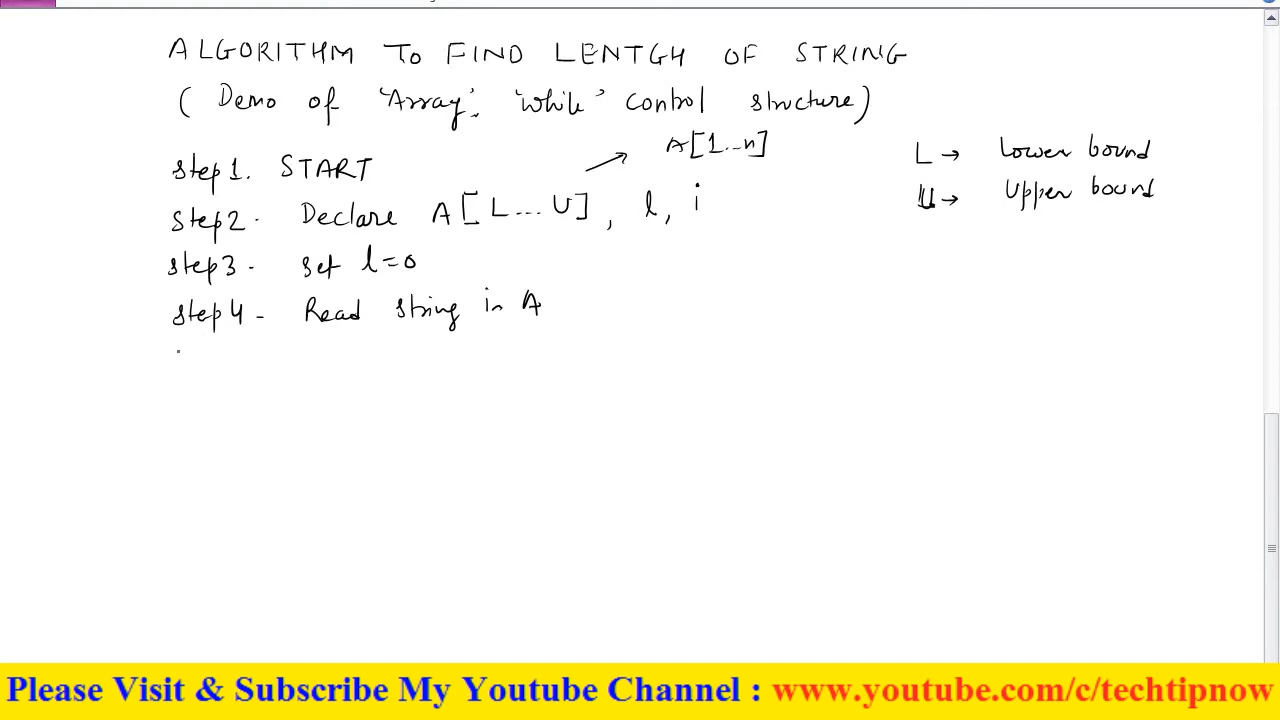 ALGORITHM TO FIND LENTGH OF STRING
( Demo of 'Array', 'while' control structure)
A[1...n]
Step1. START
L → Lower bound
Step2. Declare A[L...U], l, i
U → Upper bound
Step3. Set l=0
Step4- Read string in A
Please Visit & Subscribe My Youtube Channel : www.youtube.com/c/techtipnow